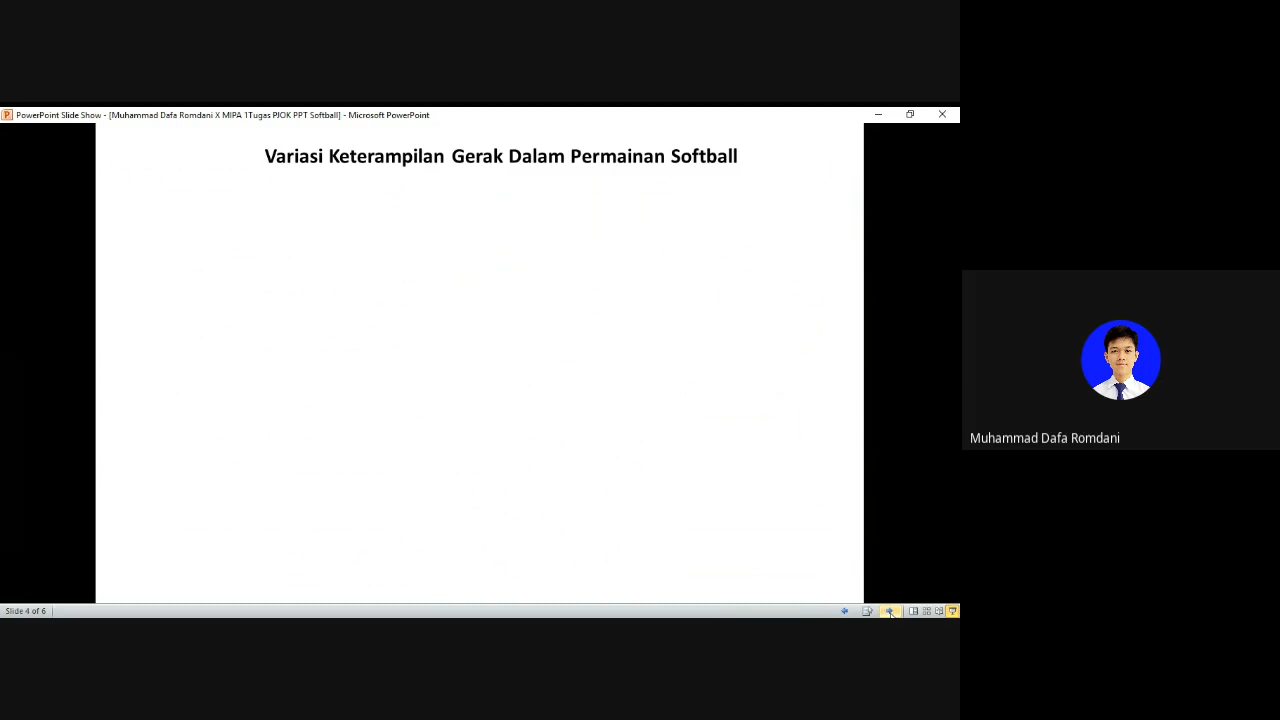 PowerPoint Slide Show - [Muhammad Dafa Romdani X MIPA 1Tugas PJOK PPT Softball] - Microsoft PowerPoint
Variasi Keterampilan Gerak Dalam Permainan Softball
Muhammad Dafa Romdani
Slide 4 of 6